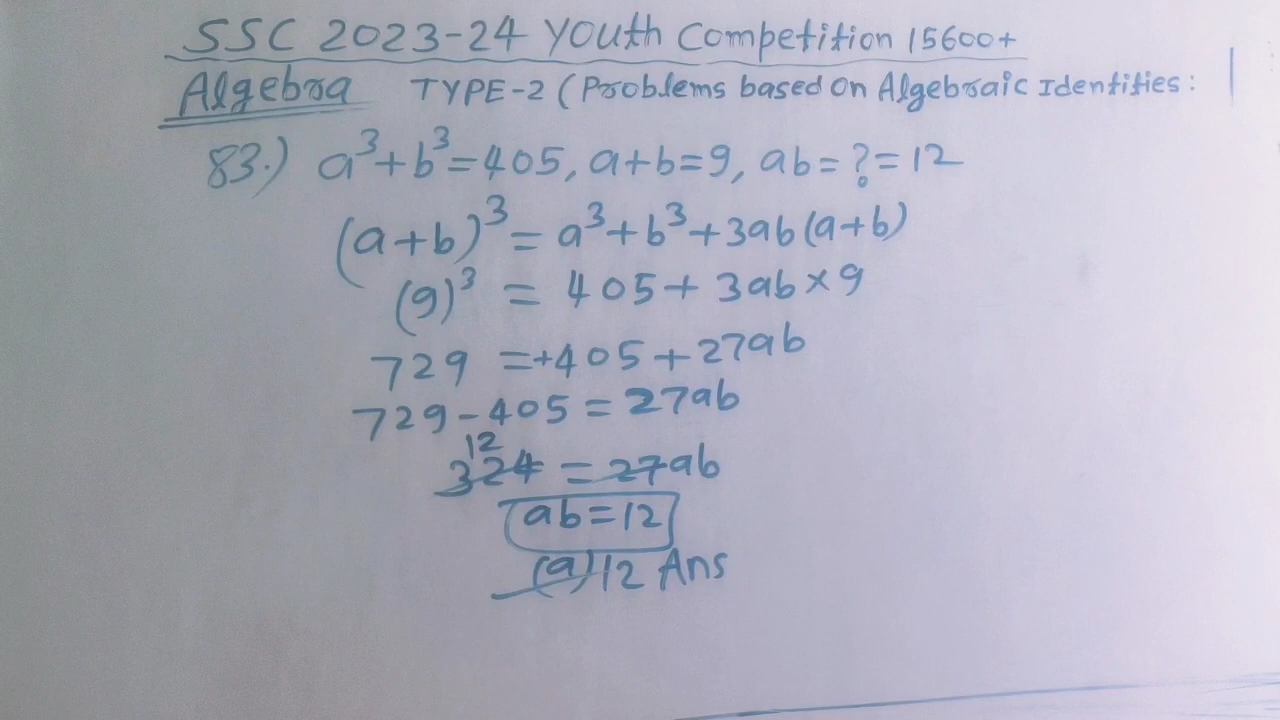 SSC 2023-24 YOUth Competition 15600+
Algebra TYPE-2 (Problems based On Algebraic Identities:
83.) a³+b³=405, a+b=9, ab=?=12
(a+b)³ = a³+b³+3ab(a+b)
(9)³ = 405+ 3ab×9
729 =+405+27ab
729-405 = 27ab
12
324 = 27ab
ab=12
(a) 12 Ans